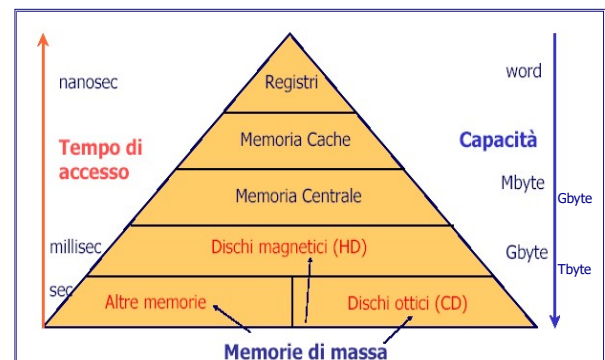 nanosec
Registri
word
Tempo di
accesso
Memoria Cache
Capacità
Memoria Centrale
Mbyte
Gbyte
millisec
Dischi magnetici (HD)
Gbyte
Tbyte
sec
Altre memorie
Dischi ottici (CD)
Memorie di massa